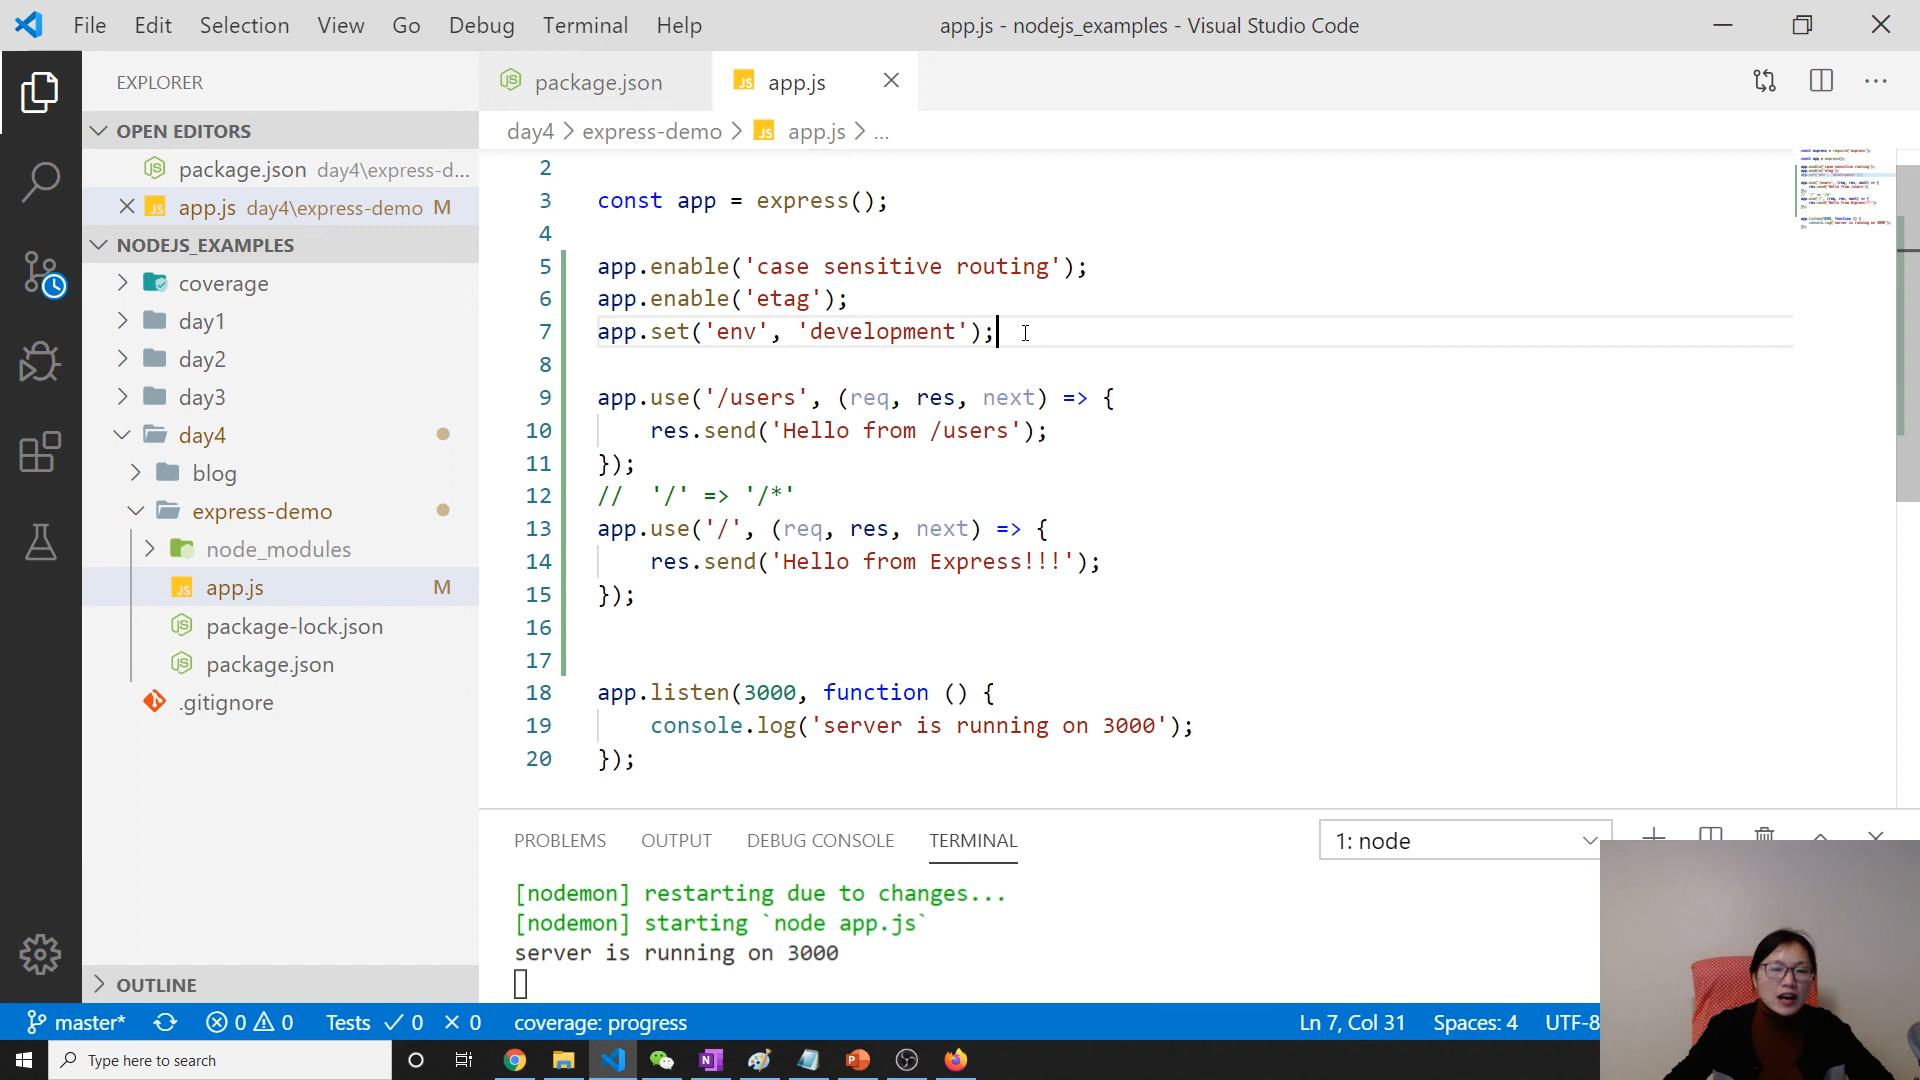 File Edit Selection View Go Debug Terminal Help
app.js - nodejs_examples - Visual Studio Code
EXPLORER
OPEN EDITORS
package.json day4\express-d...
app.js day4\express-demo M
NODEJS_EXAMPLES
coverage
day1
day2
day3
day4
blog
express-demo
node_modules
app.js M
package-lock.json
package.json
.gitignore
OUTLINE
package.json
app.js
day4 > express-demo > app.js > ...
2
3 const app = express();
4
5 app.enable('case sensitive routing');
6 app.enable('etag');
7 app.set('env', 'development');
8
9 app.use('/users', (req, res, next) => {
10 res.send('Hello from /users');
11 });
12 // '/' => '/*'
13 app.use('/', (req, res, next) => {
14 res.send('Hello from Express!!!');
15 });
16
17
18 app.listen(3000, function () {
19 console.log('server is running on 3000');
20 });
PROBLEMS OUTPUT DEBUG CONSOLE TERMINAL
1: node
[nodemon] restarting due to changes...
[nodemon] starting `node app.js`
server is running on 3000
master* 0 0 Tests 0 0 coverage: progress
Ln 7, Col 31 Spaces: 4 UTF-8
Type here to search